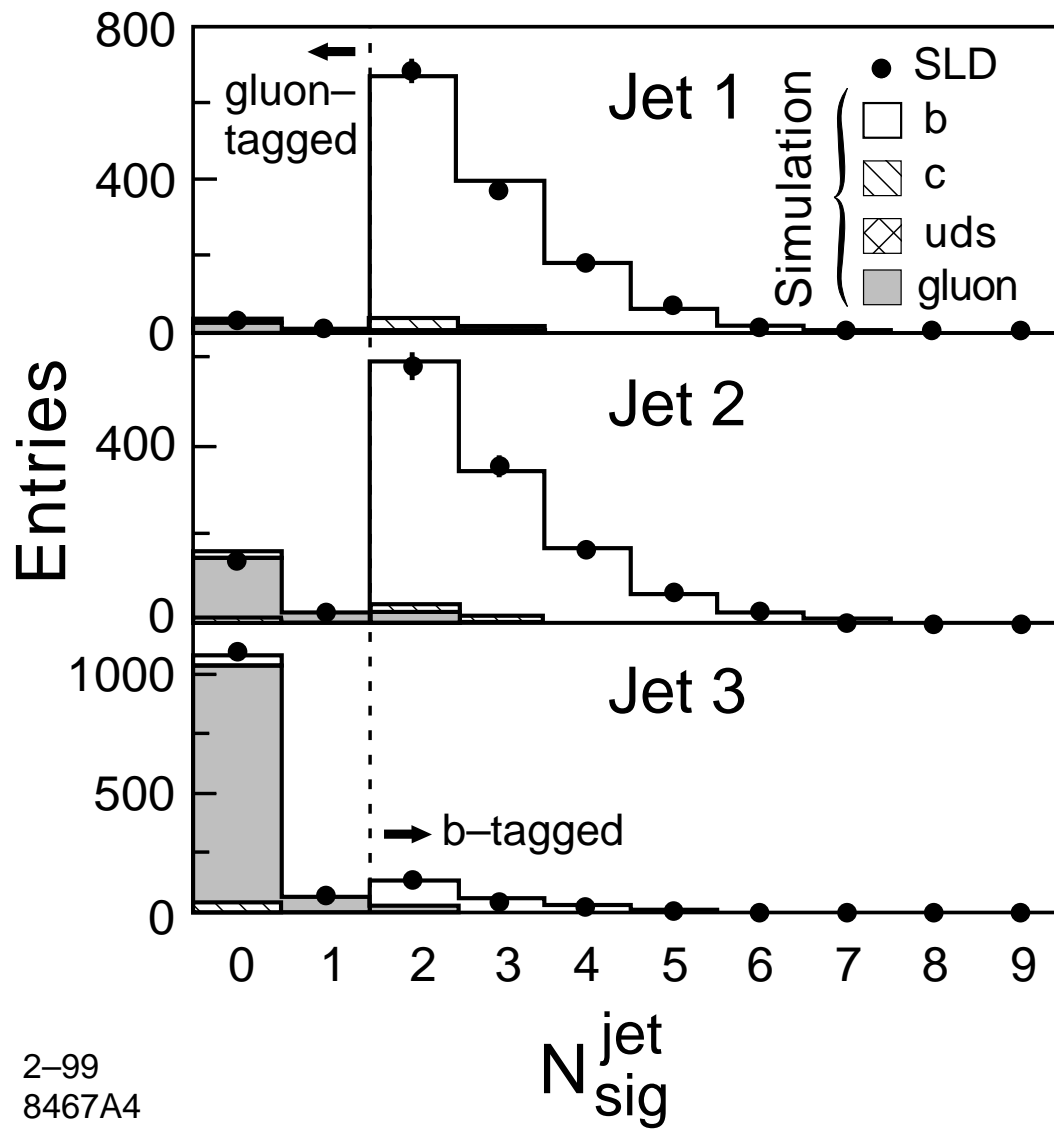 800
400
0
gluon–
tagged
Jet 1
SLD
Simulation
b
c
uds
gluon
Entries
400
0
Jet 2
1000
500
0
Jet 3
b–tagged
0 1 2 3 4 5 6 7 8 9
N jet sig
2–99
8467A4